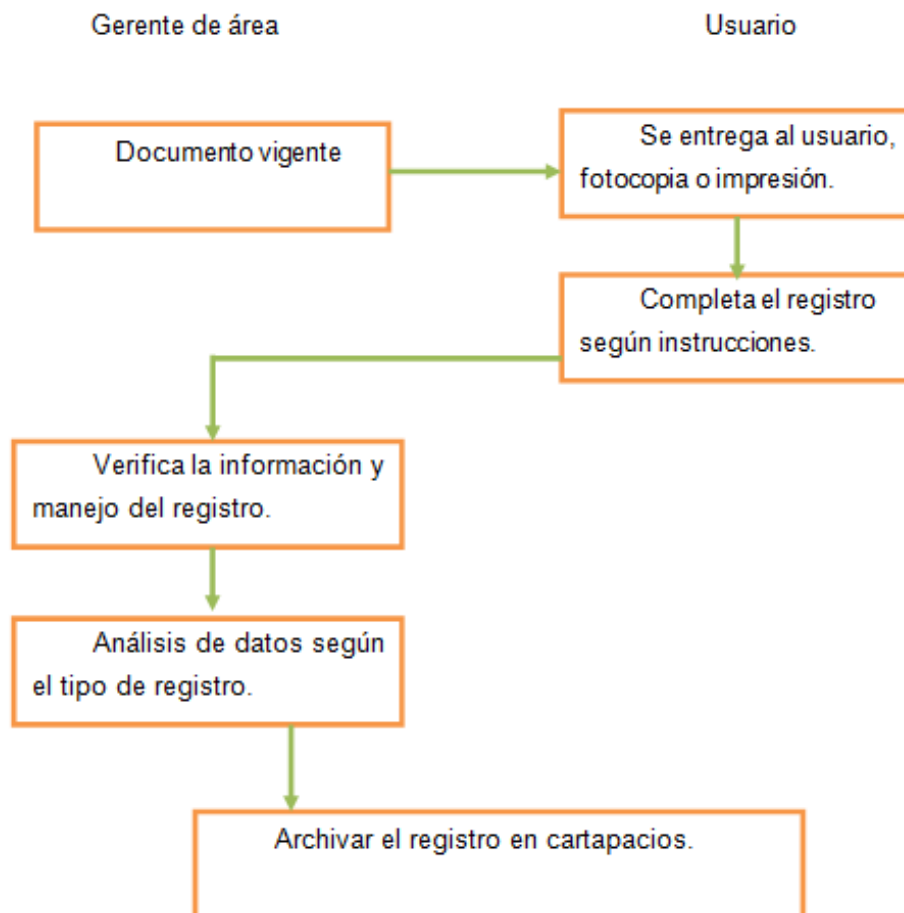 Gerente de área
Usuario
Documento vigente
Se entrega al usuario,
fotocopia o impresión.
Completa el registro
según instrucciones.
Verifica la información y
manejo del registro.
Análisis de datos según
el tipo de registro.
Archivar el registro en cartapacios.